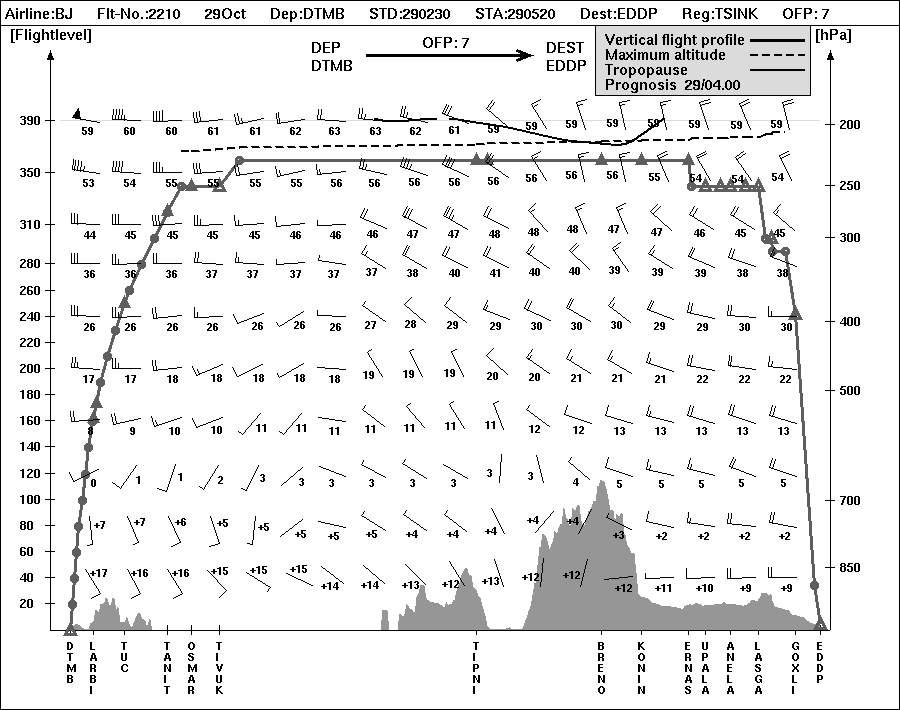 Airline:BJ Flt-No.:2210 29Oct Dep:DTMB STD:290230 STA:290520 Dest:EDDP Reg:TSINK OFP: 7
[Flightlevel] [hPa]
DEP OFP: 7 DEST
DTMB EDDP
Vertical flight profile
Maximum altitude
Tropopause
Prognosis 29/04.00
390 59 60 60 61 61 62 63 62 61 59 59 59 59 59 59 59 59 200
350 53 54 55 55 55 55 56 56 56 56 56 56 56 55 54 54 54 250
310 44 45 45 45 45 46 46 46 47 47 48 48 48 47 47 46 45 45 300
280 36 36 36 37 37 37 37 37 38 40 41 40 40 39 39 39 38 38
240 26 26 26 26 26 26 26 27 28 29 29 30 30 30 29 29 30 30 400
220
200 17 17 18 18 18 18 18 19 19 19 20 20 21 21 21 22 22 22 500
180
160 8 9 10 10 11 11 11 11 11 11 11 12 12 13 13 13 13 13
140
120 0 1 1 2 3 3 3 3 3 3 3 3 4 5 5 5 5 5
100 700
80 +7 +7 +6 +5 +5 +5 +5 +5 +4 +4 +4 +4 +4 +3 +2 +2 +2 +2
60 850
40 +17 +16 +16 +15 +15 +15 +14 +14 +13 +12 +13 +12 +12 +12 +11 +10 +9 +9
20
DTMB LARBI TUC TANIT OSMAR TIVUK TIPNI BRENO KONIN ERNAS UPALA ANELA LASGA GOXLI EDDP